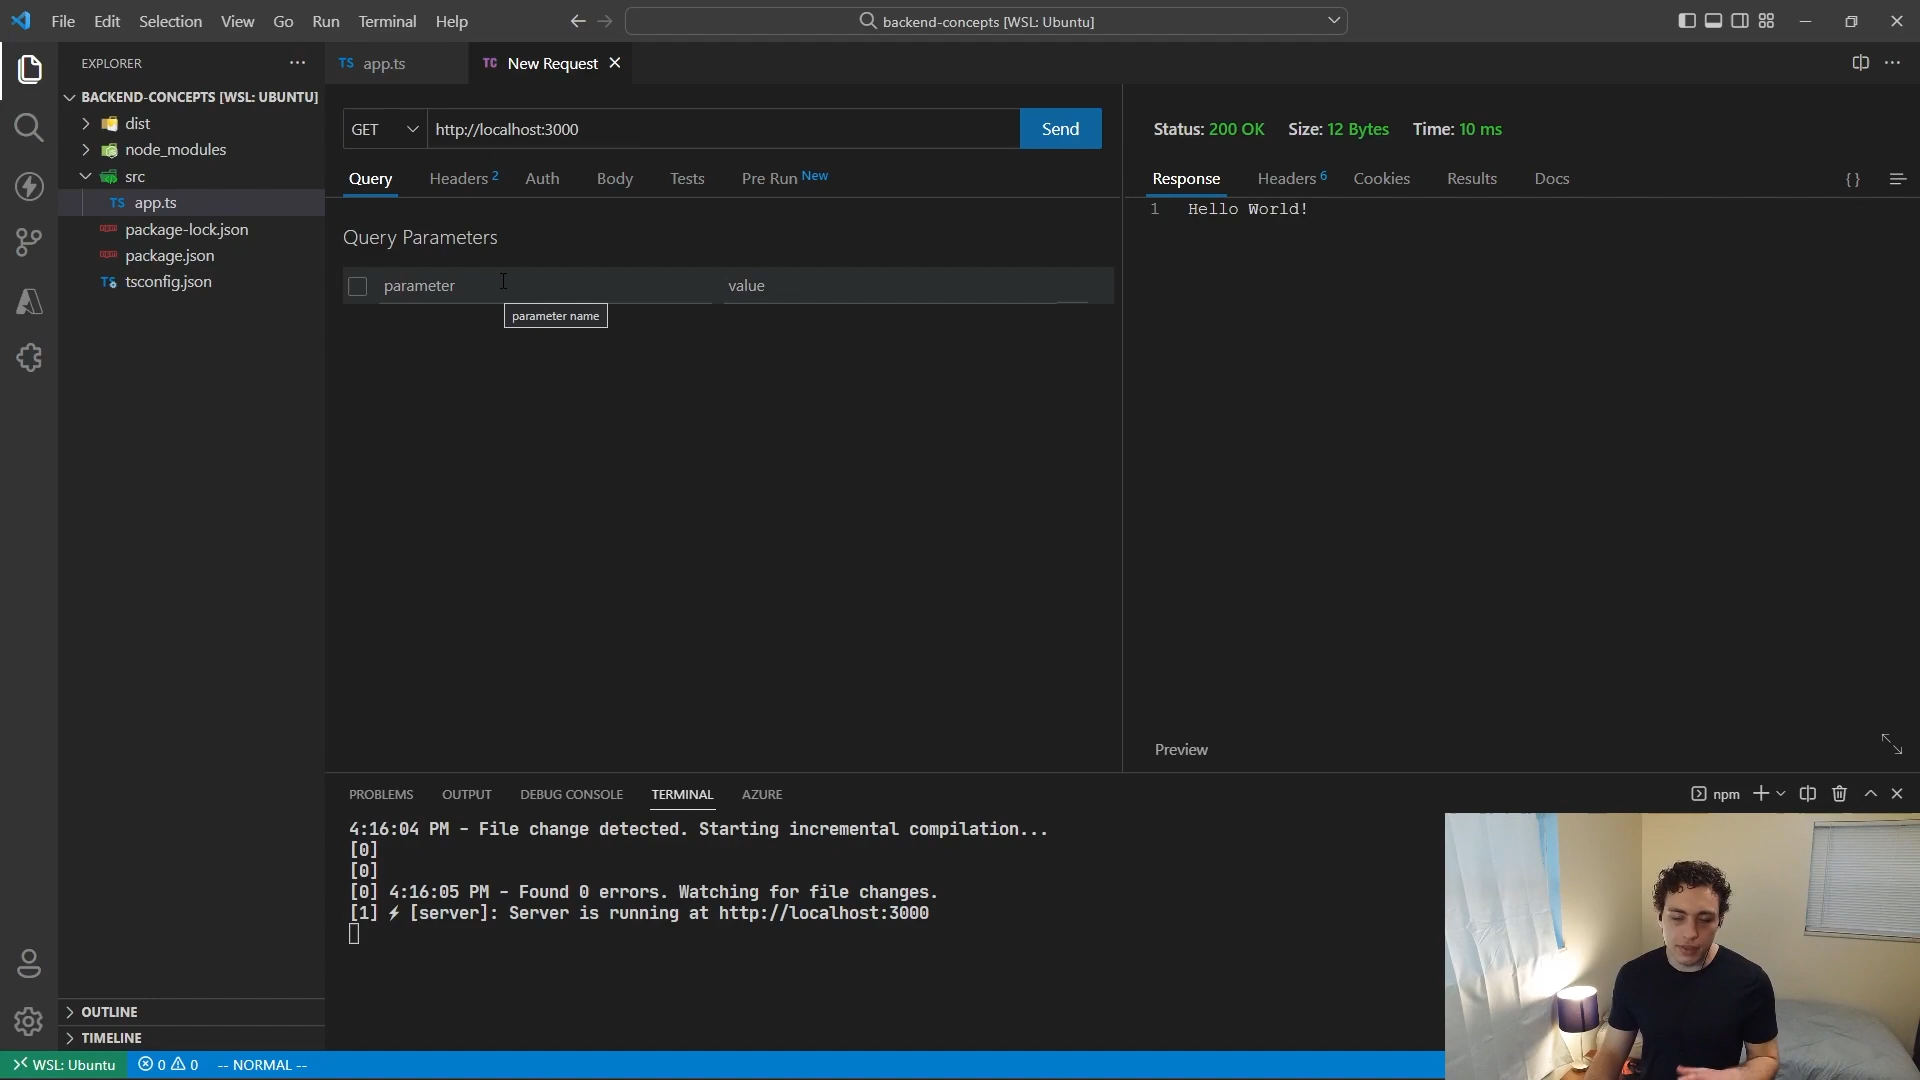 File Edit Selection View Go Run Terminal Help
backend-concepts [WSL: Ubuntu]
EXPLORER
TS app.ts
TC New Request
BACKEND-CONCEPTS [WSL: UBUNTU]
dist
node_modules
src
TS app.ts
package-lock.json
package.json
TS tsconfig.json
OUTLINE
TIMELINE
GET
http://localhost:3000
Send
Query Headers 2 Auth Body Tests Pre Run New
Query Parameters
parameter value
parameter name
Status: 200 OK Size: 12 Bytes Time: 10 ms
Response Headers 6 Cookies Results Docs {}
1 Hello World!
Preview
PROBLEMS OUTPUT DEBUG CONSOLE TERMINAL AZURE
npm
4:16:04 PM - File change detected. Starting incremental compilation...
[0]
[0]
[0] 4:16:05 PM - Found 0 errors. Watching for file changes.
[1] ⚡ [server]: Server is running at http://localhost:3000
WSL: Ubuntu 0 0 -- NORMAL --